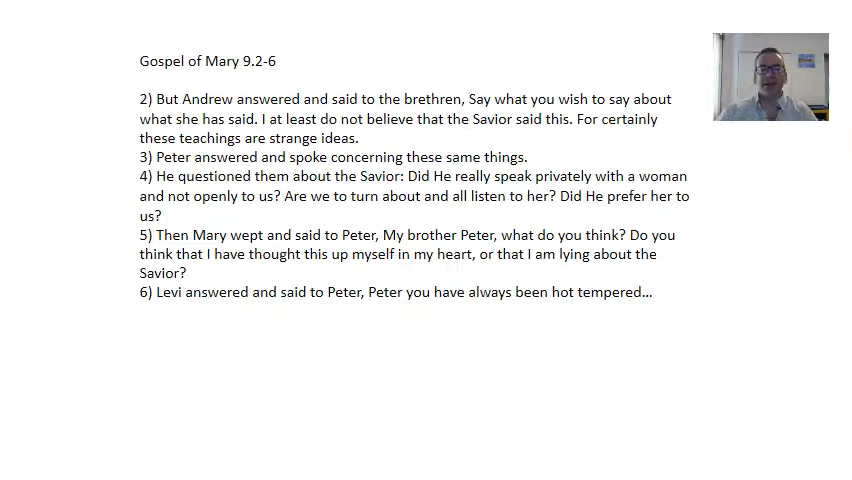 Gospel of Mary 9.2-6
2) But Andrew answered and said to the brethren, Say what you wish to say about
what she has said. I at least do not believe that the Savior said this. For certainly
these teachings are strange ideas.
3) Peter answered and spoke concerning these same things.
4) He questioned them about the Savior: Did He really speak privately with a woman
and not openly to us? Are we to turn about and all listen to her? Did He prefer her to
us?
5) Then Mary wept and said to Peter, My brother Peter, what do you think? Do you
think that I have thought this up myself in my heart, or that I am lying about the
Savior?
6) Levi answered and said to Peter, Peter you have always been hot tempered…